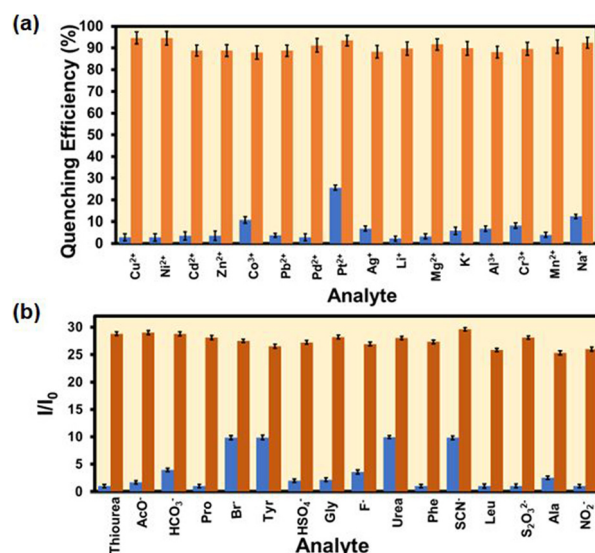 (a)
Quenching Efficiency (%)
100
90
80
70
60
50
40
30
20
10
0
Cu²⁺ Ni²⁺ Cd²⁺ Zn²⁺ Co³⁺ Pb²⁺ Pd²⁺ Pt²⁺ Ag⁺ Li⁺ Mg²⁺ K⁺ Al³⁺ Cr³⁺ Mn²⁺ Na⁺
Analyte
(b)
I/I₀
30
25
20
15
10
5
0
Thiourea AcO⁻ HCO₃⁻ Pro Br⁻ Tyr HSO₄⁻ Gly F⁻ Urea Phe SCN⁻ Leu S₂O₃²⁻ Ala NO₂⁻
Analyte